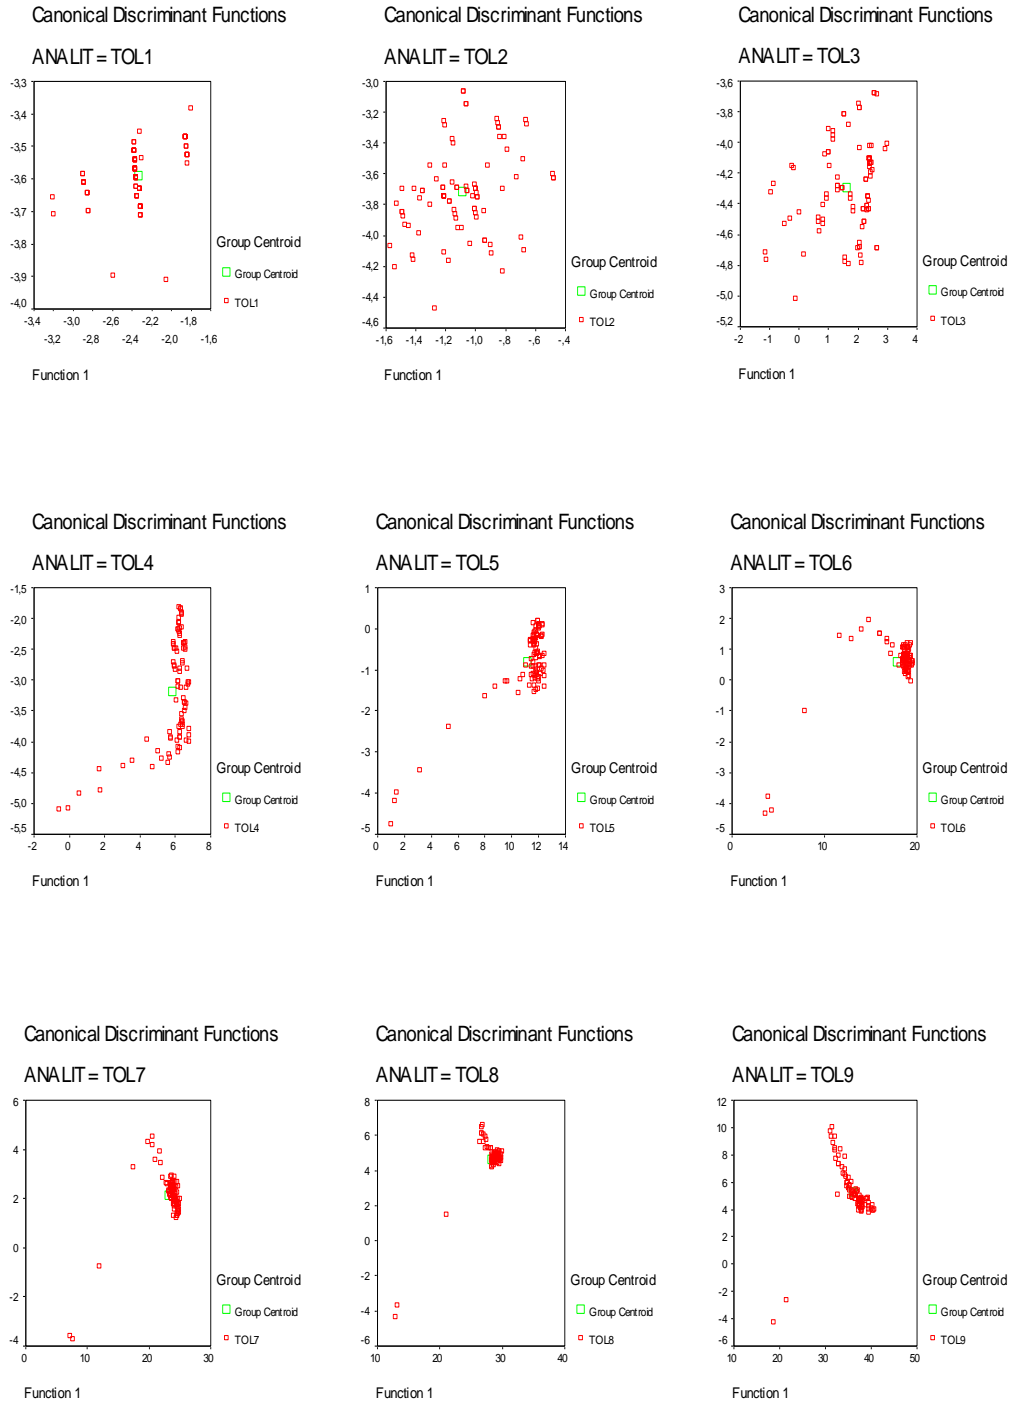 Canonical Discriminant Functions
ANALIT = TOL1
-3,3
-3,4
-3,5
-3,6
-3,7
-3,8
-3,9
-4,0
-3,4
-3,0
-2,6
-2,2
-1,8
-3,2
-2,8
-2,4
-2,0
-1,6
Group Centroid
Group Centroid
TOL1
Function 1
Canonical Discriminant Functions
ANALIT = TOL2
-3,0
-3,2
-3,4
-3,6
-3,8
-4,0
-4,2
-4,4
-4,6
-1,6
-1,4
-1,2
-1,0
-,8
-,6
-,4
Group Centroid
Group Centroid
TOL2
Function 1
Canonical Discriminant Functions
ANALIT = TOL3
-3,6
-3,8
-4,0
-4,2
-4,4
-4,6
-4,8
-5,0
-5,2
-2
-1
0
1
2
3
4
Group Centroid
Group Centroid
TOL3
Function 1
Canonical Discriminant Functions
ANALIT = TOL4
-1,5
-2,0
-2,5
-3,0
-3,5
-4,0
-4,5
-5,0
-5,5
-2
0
2
4
6
8
Group Centroid
Group Centroid
TOL4
Function 1
Canonical Discriminant Functions
ANALIT = TOL5
1
0
-1
-2
-3
-4
-5
0
2
4
6
8
10
12
14
Group Centroid
Group Centroid
TOL5
Function 1
Canonical Discriminant Functions
ANALIT = TOL6
3
2
1
0
-1
-2
-3
-4
-5
0
10
20
Group Centroid
Group Centroid
TOL6
Function 1
Canonical Discriminant Functions
ANALIT = TOL7
6
4
2
0
-2
-4
0
10
20
30
Group Centroid
Group Centroid
TOL7
Function 1
Canonical Discriminant Functions
ANALIT = TOL8
8
6
4
2
0
-2
-4
-6
10
20
30
40
Group Centroid
Group Centroid
TOL8
Function 1
Canonical Discriminant Functions
ANALIT = TOL9
12
10
8
6
4
2
0
-2
-4
-6
10
20
30
40
50
Group Centroid
Group Centroid
TOL9
Function 1